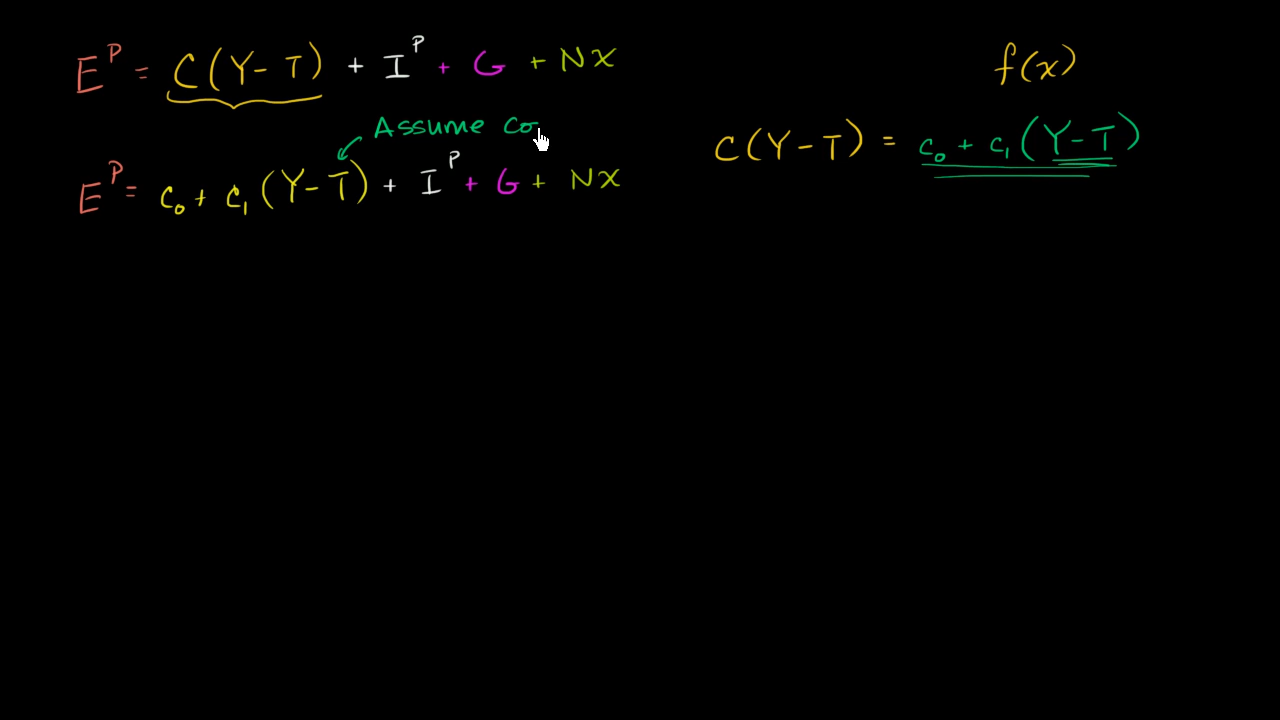 E^P = C(Y-T) + I^P + G + NX
f(x)
Assume Co
C(Y-T) = c₀ + c₁(Y-T)
E^P = c₀ + c₁(Y-T) + I^P + G + NX